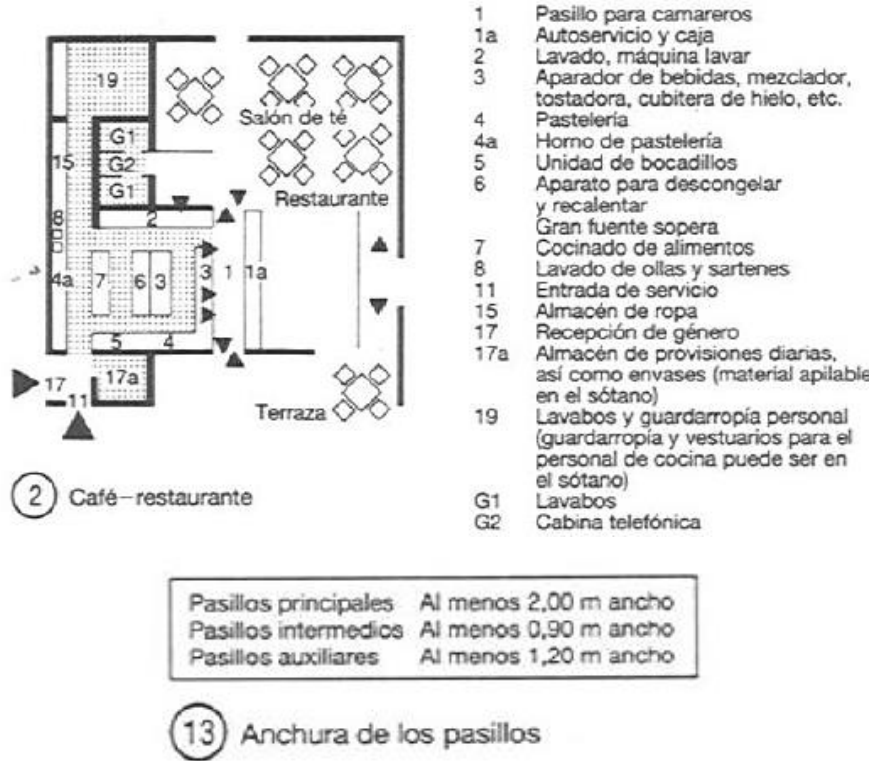 19
Salón de té
G1
15
G2
G1
Restaurante
8
2
4a
7
6
3
3
1
1a
5
4
17
17a
11
Terraza
2 Café-restaurante
1 Pasillo para camareros
1a Autoservicio y caja
2 Lavado, máquina lavar
3 Aparador de bebidas, mezclador,
tostadora, cubitera de hielo, etc.
4 Pastelería
4a Horno de pastelería
5 Unidad de bocadillos
6 Aparato para descongelar
y recalentar
Gran fuente sopera
7 Cocinado de alimentos
8 Lavado de ollas y sartenes
11 Entrada de servicio
15 Almacén de ropa
17 Recepción de género
17a Almacén de provisiones diarias,
así como envases (material apilable
en el sótano)
19 Lavabos y guardarropía personal
(guardarropía y vestuarios para el
personal de cocina puede ser en
el sótano)
G1 Lavabos
G2 Cabina telefónica
Pasillos principales Al menos 2,00 m ancho
Pasillos intermedios Al menos 0,90 m ancho
Pasillos auxiliares Al menos 1,20 m ancho
13 Anchura de los pasillos